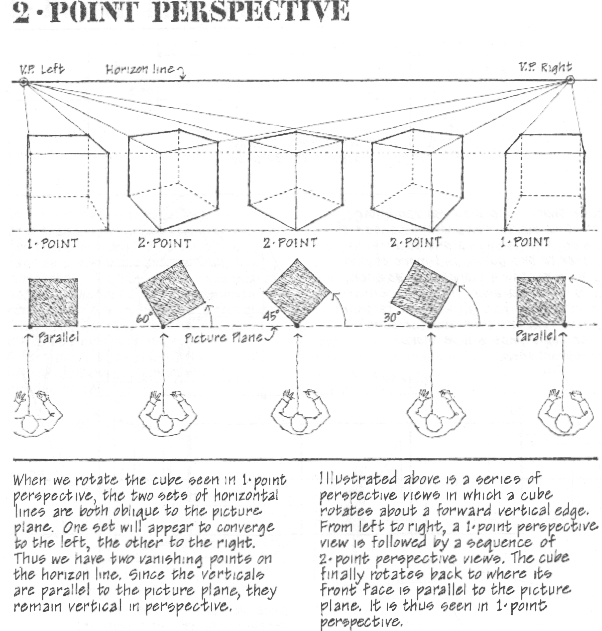 2·POINT PERSPECTIVE
V.P. Left
Horizon line
V.P. Right
1·POINT
2·POINT
2·POINT
2·POINT
1·POINT
60°
45°
30°
Parallel
Picture Plane
Parallel
When we rotate the cube seen in 1·point
perspective, the two sets of horizontal
lines are both oblique to the picture
plane. One set will appear to converge
to the left, the other to the right.
Thus we have two vanishing points on
the horizon line. Since the verticals
are parallel to the picture plane, they
remain vertical in perspective.
Illustrated above is a series of
perspective views in which a cube
rotates about a forward vertical edge.
From left to right, a 1·point perspective
view is followed by a sequence of
2·point perspective views. The cube
finally rotates back to where its
front face is parallel to the picture
plane. It is thus seen in 1·point
perspective.